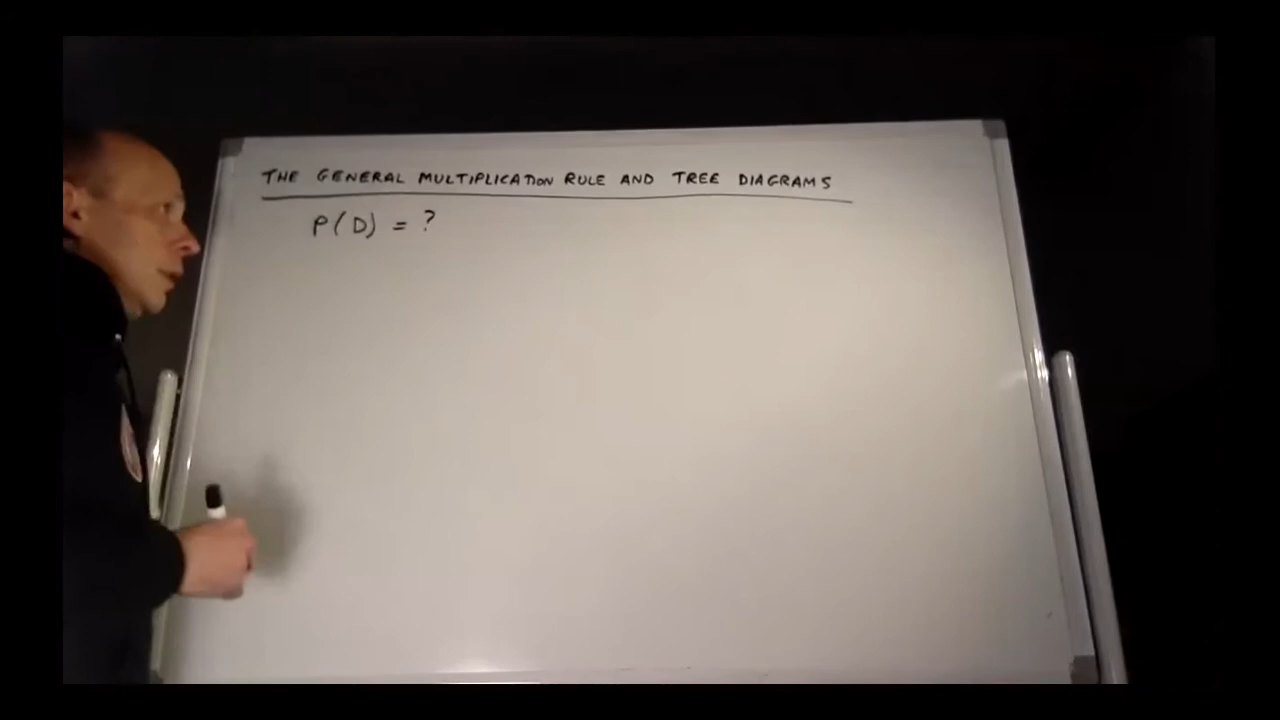 THE GENERAL MULTIPLICATION RULE AND TREE DIAGRAMS
P(D) = ?